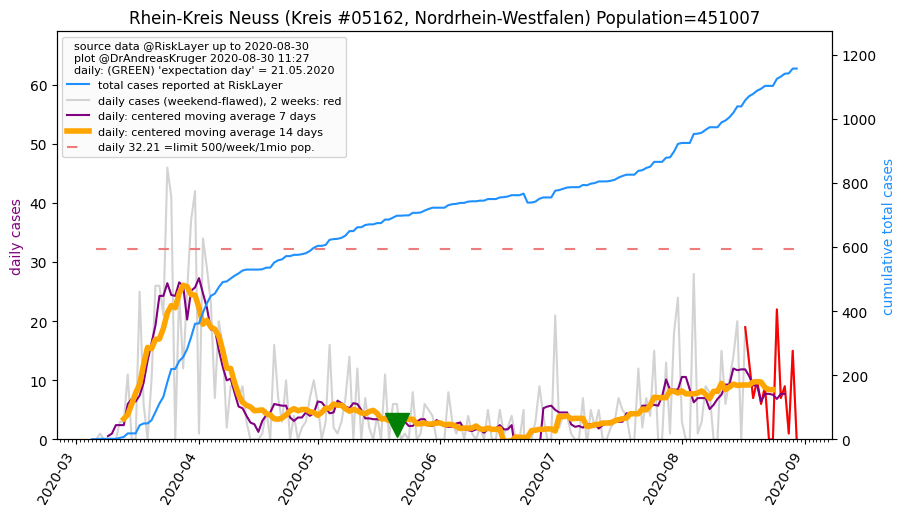 Rhein-Kreis Neuss (Kreis #05162, Nordrhein-Westfalen) Population=451007
source data @RiskLayer up to 2020-08-30
plot @DrAndreasKruger 2020-08-30 11:27
daily: (GREEN) 'expectation day' = 21.05.2020
total cases reported at RiskLayer
daily cases (weekend-flawed), 2 weeks: red
daily: centered moving average 7 days
daily: centered moving average 14 days
daily 32.21 =limit 500/week/1mio pop.
daily cases
60
50
40
30
20
10
0
cumulative total cases
1200
1000
800
600
400
200
0
2020-03
2020-04
2020-05
2020-06
2020-07
2020-08
2020-09